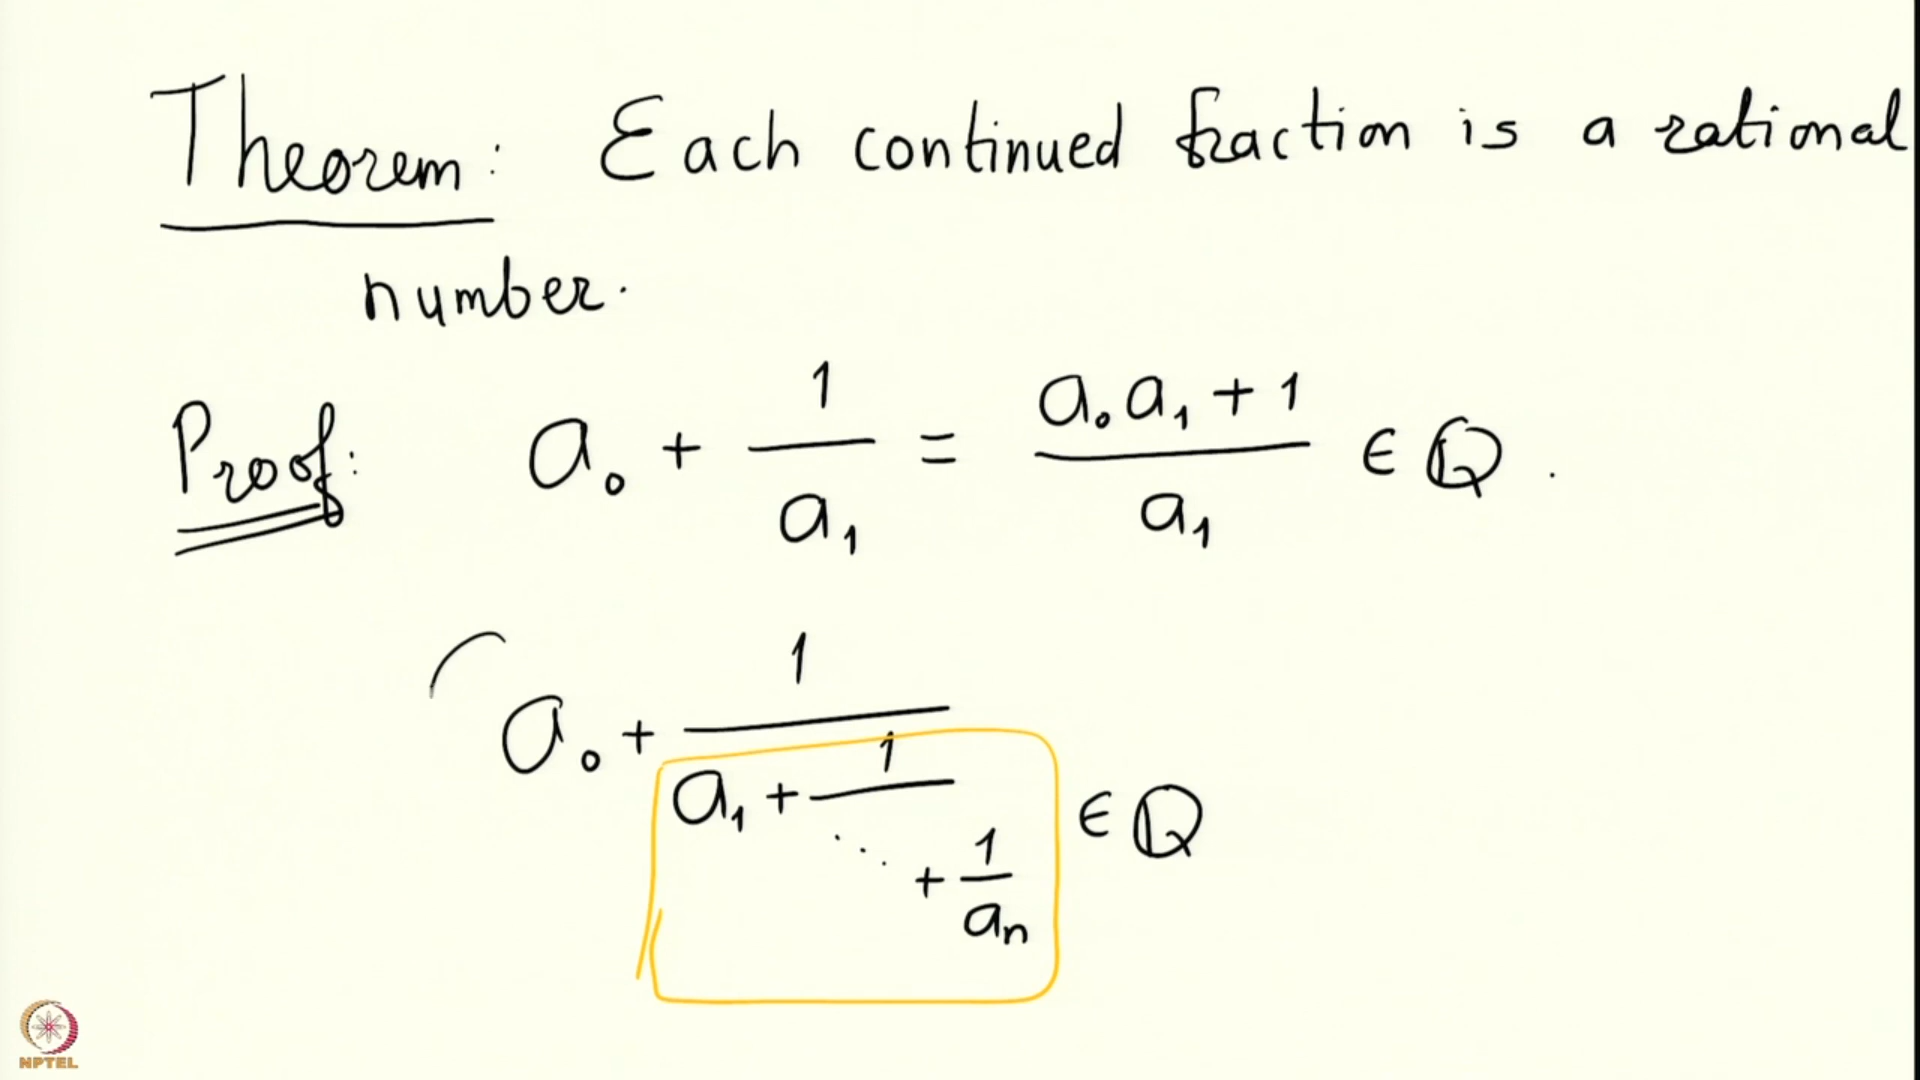 Theorem: Each continued fraction is a rational
number.
Proof: a₀ + 1/a₁ = (a₀a₁ + 1)/a₁ ∈ ℚ.
(a₀ + 1/(a₁ + 1/(⋱ + 1/aₙ)) ∈ ℚ
NPTEL